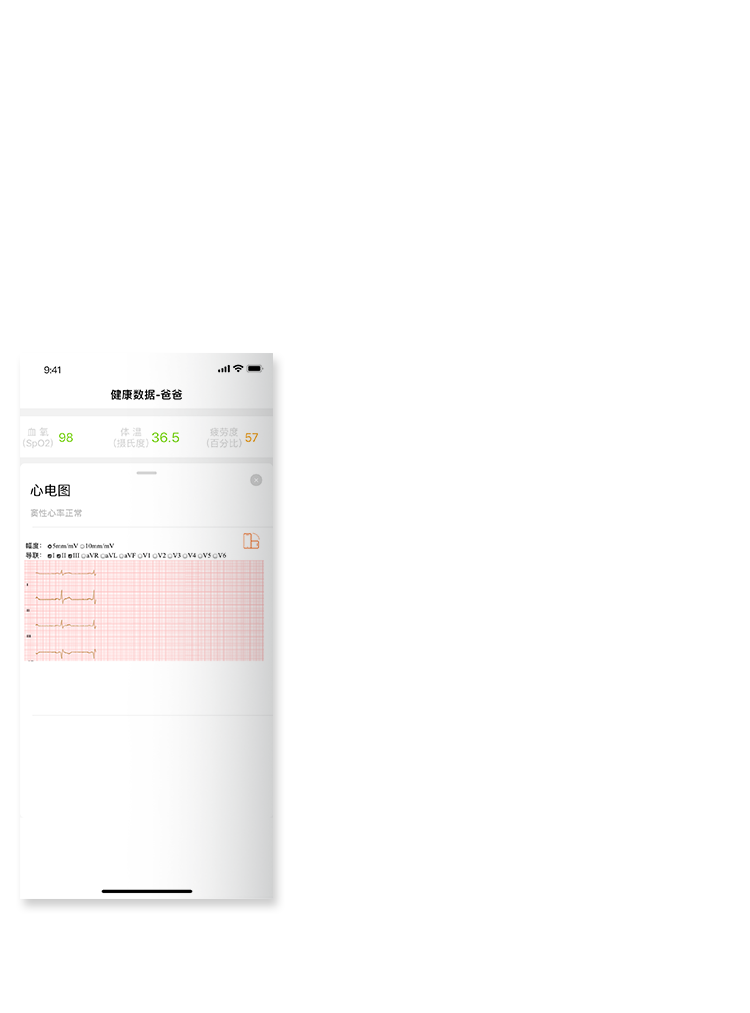 9:41
健康数据-爸爸
血 氧 98 体 温 36.5 疲劳度 57
(SpO2) (摄氏度) (百分比)
心电图
窦性心率正常
幅度： 5mm/mV 10mm/mV
导联： I II III aVR aVL aVF V1 V2 V3 V4 V5 V6
I
II
III